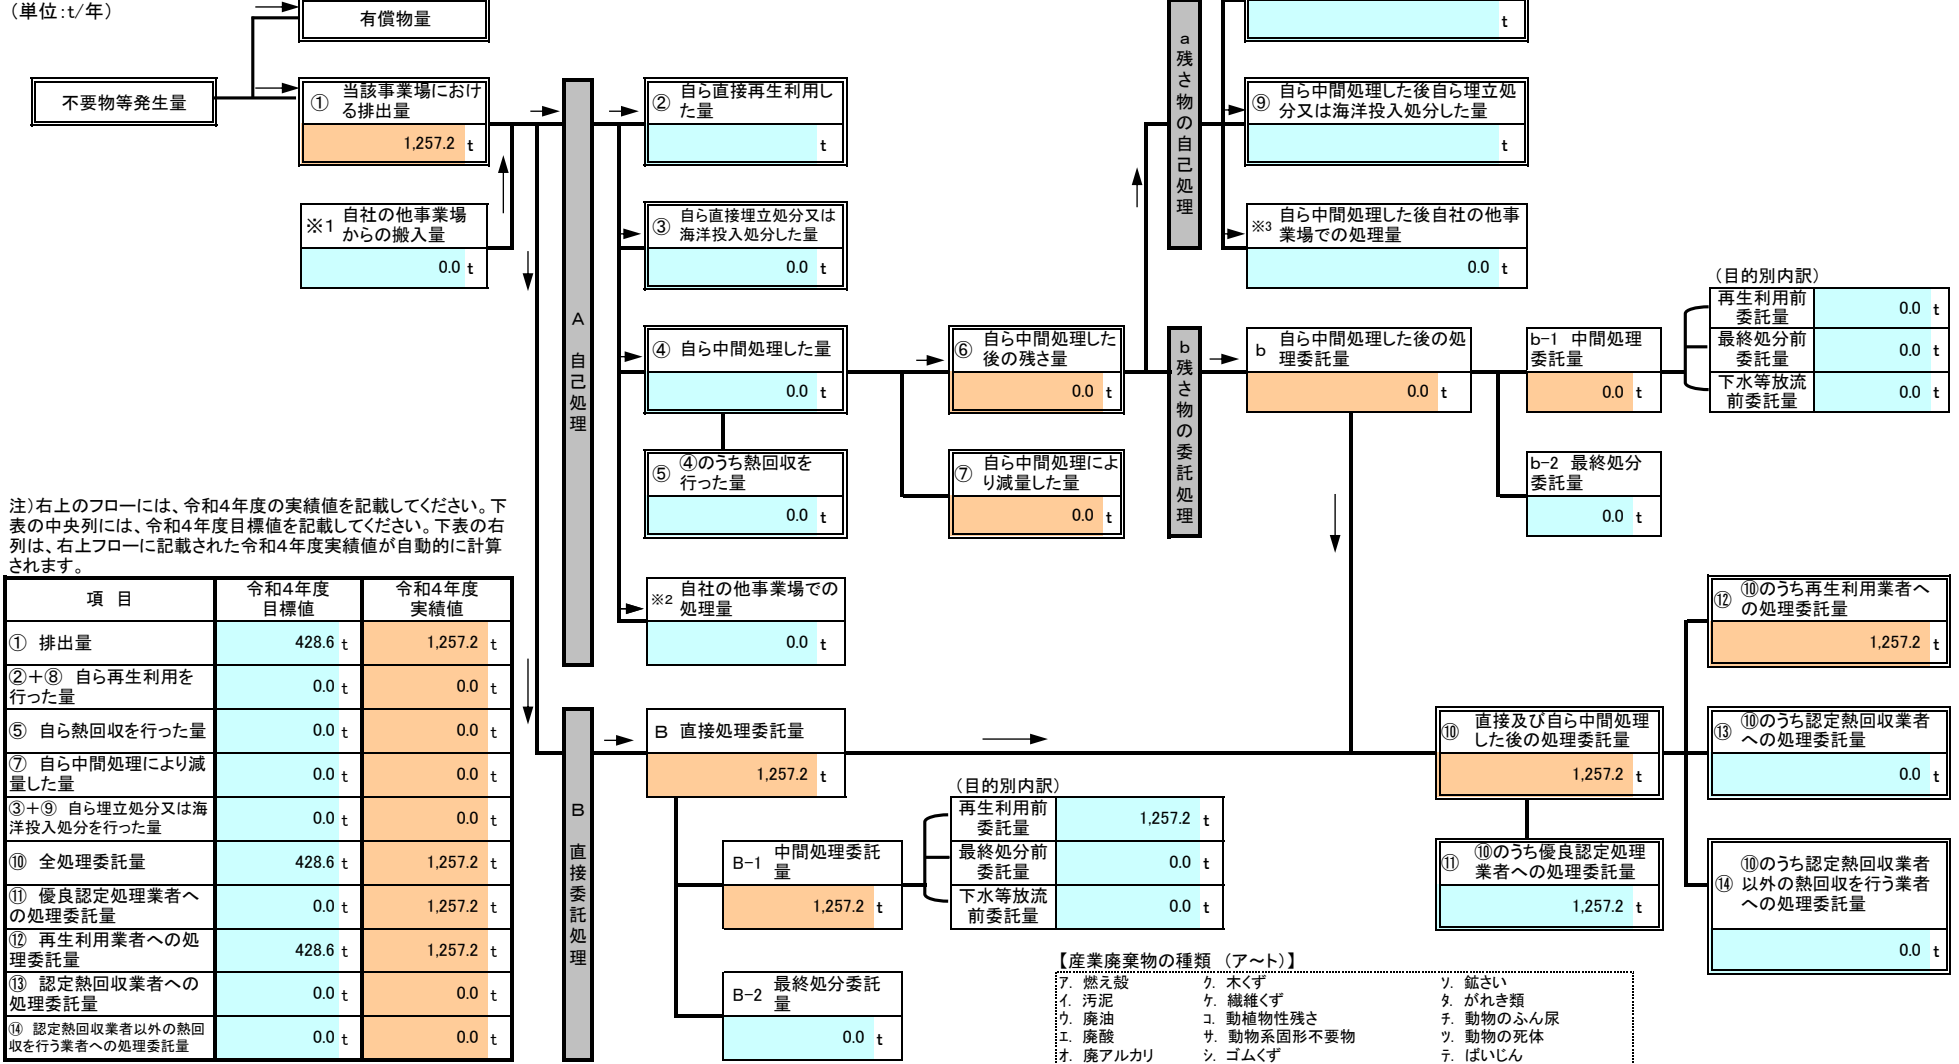 （単位：t/年）
有償物量
不要物等発生量
① 当該事業場におけ
る排出量
1,257.2 t
※1 自社の他事業場
からの搬入量
0.0 t
A 自己処理
② 自ら直接再生利用し
た量
t
③ 自ら直接埋立処分又は
海洋投入処分した量
0.0 t
④ 自ら中間処理した量
0.0 t
⑤ ④のうち熱回収を
行った量
0.0 t
※2 自社の他事業場での
処理量
0.0 t
⑥ 自ら中間処理した
後の残さ量
0.0 t
⑦ 自ら中間処理によ
り減量した量
0.0 t
a 残さ物の自己処理
t
⑨ 自ら中間処理した後自ら埋立処
分又は海洋投入処分した量
t
※3 自ら中間処理した後自社の他事
業場での処理量
0.0 t
b 残さ物の委託処理
b 自ら中間処理した後の処
理委託量
0.0 t
b-1 中間処理
委託量
0.0 t
b-2 最終処分
委託量
0.0 t
（目的別内訳）
再生利用前
委託量 0.0 t
最終処分前
委託量 0.0 t
下水等放流
前委託量 0.0 t
注）右上のフローには、令和４年度の実績値を記載してください。下
表の中央列には、令和４年度目標値を記載してください。下表の右
列は、右上フローに記載された令和４年度実績値が自動的に計算
されます。
項 目 令和４年度 目標値 令和４年度 実績値
① 排出量 428.6 t 1,257.2 t
②＋⑧ 自ら再生利用を
行った量 0.0 t 0.0 t
⑤ 自ら熱回収を行った量 0.0 t 0.0 t
⑦ 自ら中間処理により減
量した量 0.0 t 0.0 t
③＋⑨ 自ら埋立処分又は海
洋投入処分を行った量 0.0 t 0.0 t
⑩ 全処理委託量 428.6 t 1,257.2 t
⑪ 優良認定処理業者へ
の処理委託量 0.0 t 1,257.2 t
⑫ 再生利用業者への処
理委託量 428.6 t 1,257.2 t
⑬ 認定熱回収業者への
処理委託量 0.0 t 0.0 t
⑭ 認定熱回収業者以外の熱回
収を行う業者への処理委託量 0.0 t 0.0 t
B 直接委託処理
B 直接処理委託量
1,257.2 t
B-1 中間処理委託
量
1,257.2 t
B-2 最終処分委託
量
0.0 t
（目的別内訳）
再生利用前
委託量 1,257.2 t
最終処分前
委託量 0.0 t
下水等放流
前委託量 0.0 t
⑩ 直接及び自ら中間処理
した後の処理委託量
1,257.2 t
⑪ ⑩のうち優良認定処理
業者への処理委託量
1,257.2 t
⑫ ⑩のうち再生利用業者へ
の処理委託量
1,257.2 t
⑬ ⑩のうち認定熱回収業者
への処理委託量
0.0 t
⑭ ⑩のうち認定熱回収業者
以外の熱回収を行う業者
への処理委託量
0.0 t
【産業廃棄物の種類 （ア～ト）】
ア．燃え殻 ク．木くず ソ．鉱さい
イ．汚泥 ケ．繊維くず タ．がれき類
ウ．廃油 コ．動植物性残さ チ．動物のふん尿
エ．廃酸 サ．動物系固形不要物 ツ．動物の死体
オ．廃アルカリ シ．ゴムくず テ．ばいじん